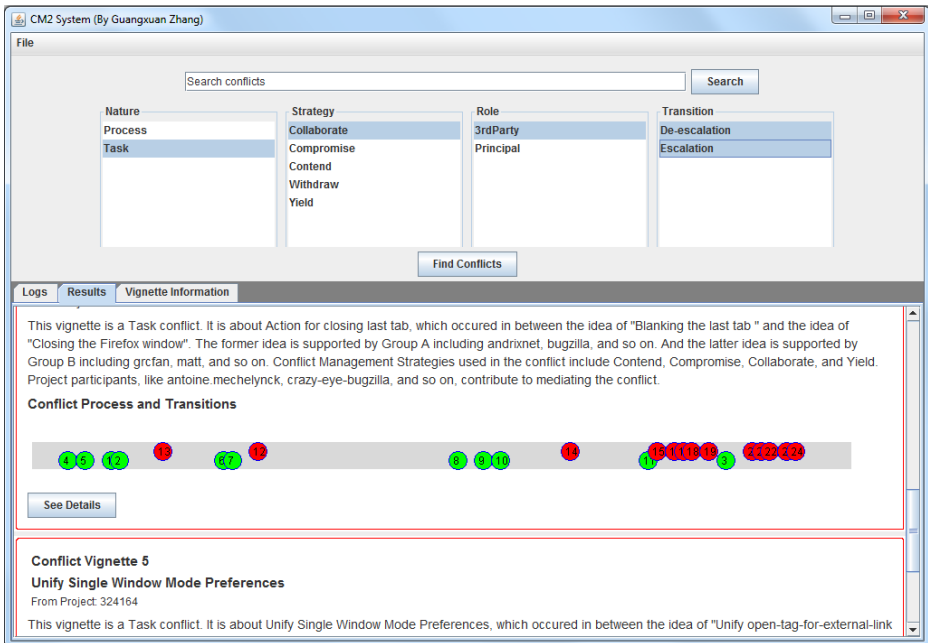 CM2 System (By Guangxuan Zhang)
File
Search conflicts
Search
Nature
Strategy
Role
Transition
Process
Collaborate
3rdParty
De-escalation
Task
Compromise
Principal
Escalation
Contend
Withdraw
Yield
Find Conflicts
Logs
Results
Vignette Information
This vignette is a Task conflict. It is about Action for closing last tab, which occured in between the idea of "Blanking the last tab " and the idea of
"Closing the Firefox window". The former idea is supported by Group A including andrixnet, bugzilla, and so on. And the latter idea is supported by
Group B including grcfan, matt, and so on. Conflict Management Strategies used in the conflict include Contend, Compromise, Collaborate, and Yield.
Project participants, like antoine.mechelynck, crazy-eye-bugzilla, and so on, contribute to mediating the conflict.
Conflict Process and Transitions
4 5 2 13 6 7 12 8 9 10 14 11 15 18 19 3 24
See Details
Conflict Vignette 5
Unify Single Window Mode Preferences
From Project: 324164
This vignette is a Task conflict. It is about Unify Single Window Mode Preferences, which occured in between the idea of "Unify open-tag-for-external-link